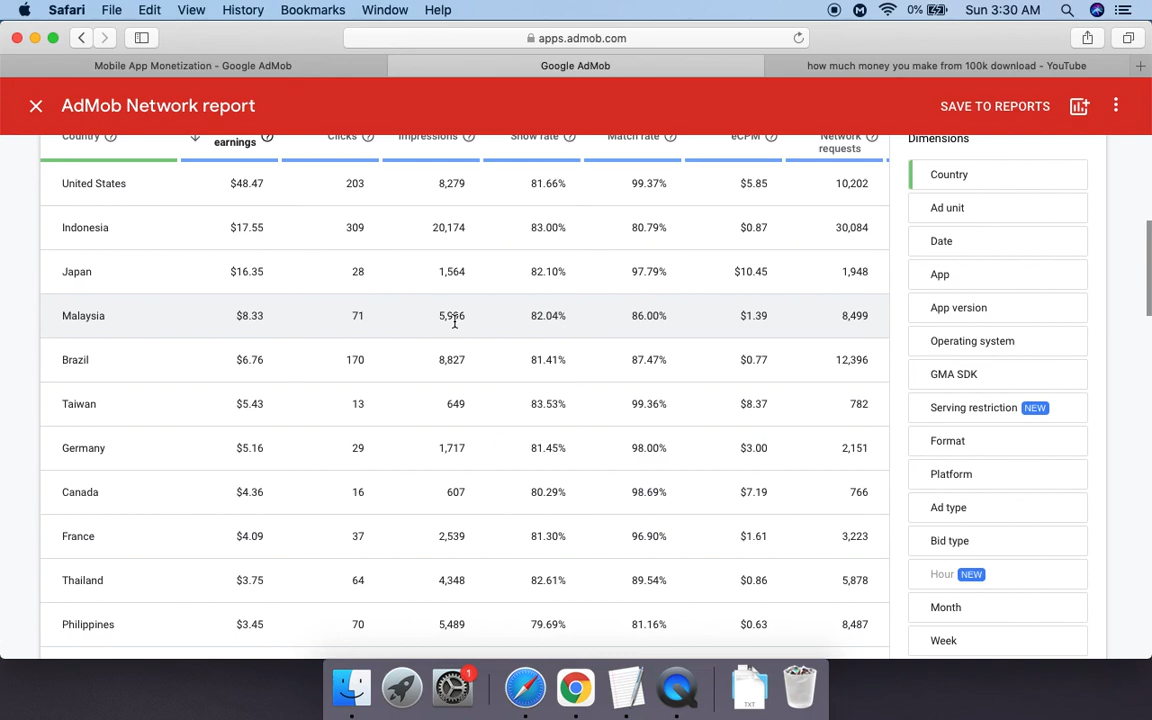 Safari File Edit View History Bookmarks Window Help 0% Sun 3:30 AM
apps.admob.com
Mobile App Monetization - Google AdMob Google AdMob how much money you make from 100k download - YouTube
AdMob Network report SAVE TO REPORTS
Country earnings Clicks Impressions Show rate Match rate eCPM Network requests Dimensions
United States $48.47 203 8,279 81.66% 99.37% $5.85 10,202
Indonesia $17.55 309 20,174 83.00% 80.79% $0.87 30,084
Japan $16.35 28 1,564 82.10% 97.79% $10.45 1,948
Malaysia $8.33 71 82.04% 86.00% $1.39 8,499
Brazil $6.76 170 8,827 81.41% 87.47% $0.77 12,396
Taiwan $5.43 13 649 83.53% 99.36% $8.37 782
Germany $5.16 29 1,717 81.45% 98.00% $3.00 2,151
Canada $4.36 16 607 80.29% 98.69% $7.19 766
France $4.09 37 2,539 81.30% 96.90% $1.61 3,223
Thailand $3.75 64 4,348 82.61% 89.54% $0.86 5,878
Philippines $3.45 70 5,489 79.69% 81.16% $0.63 8,487
Country
Ad unit
Date
App
App version
Operating system
GMA SDK
Serving restriction NEW
Format
Platform
Ad type
Bid type
Hour NEW
Month
Week
1
TXT